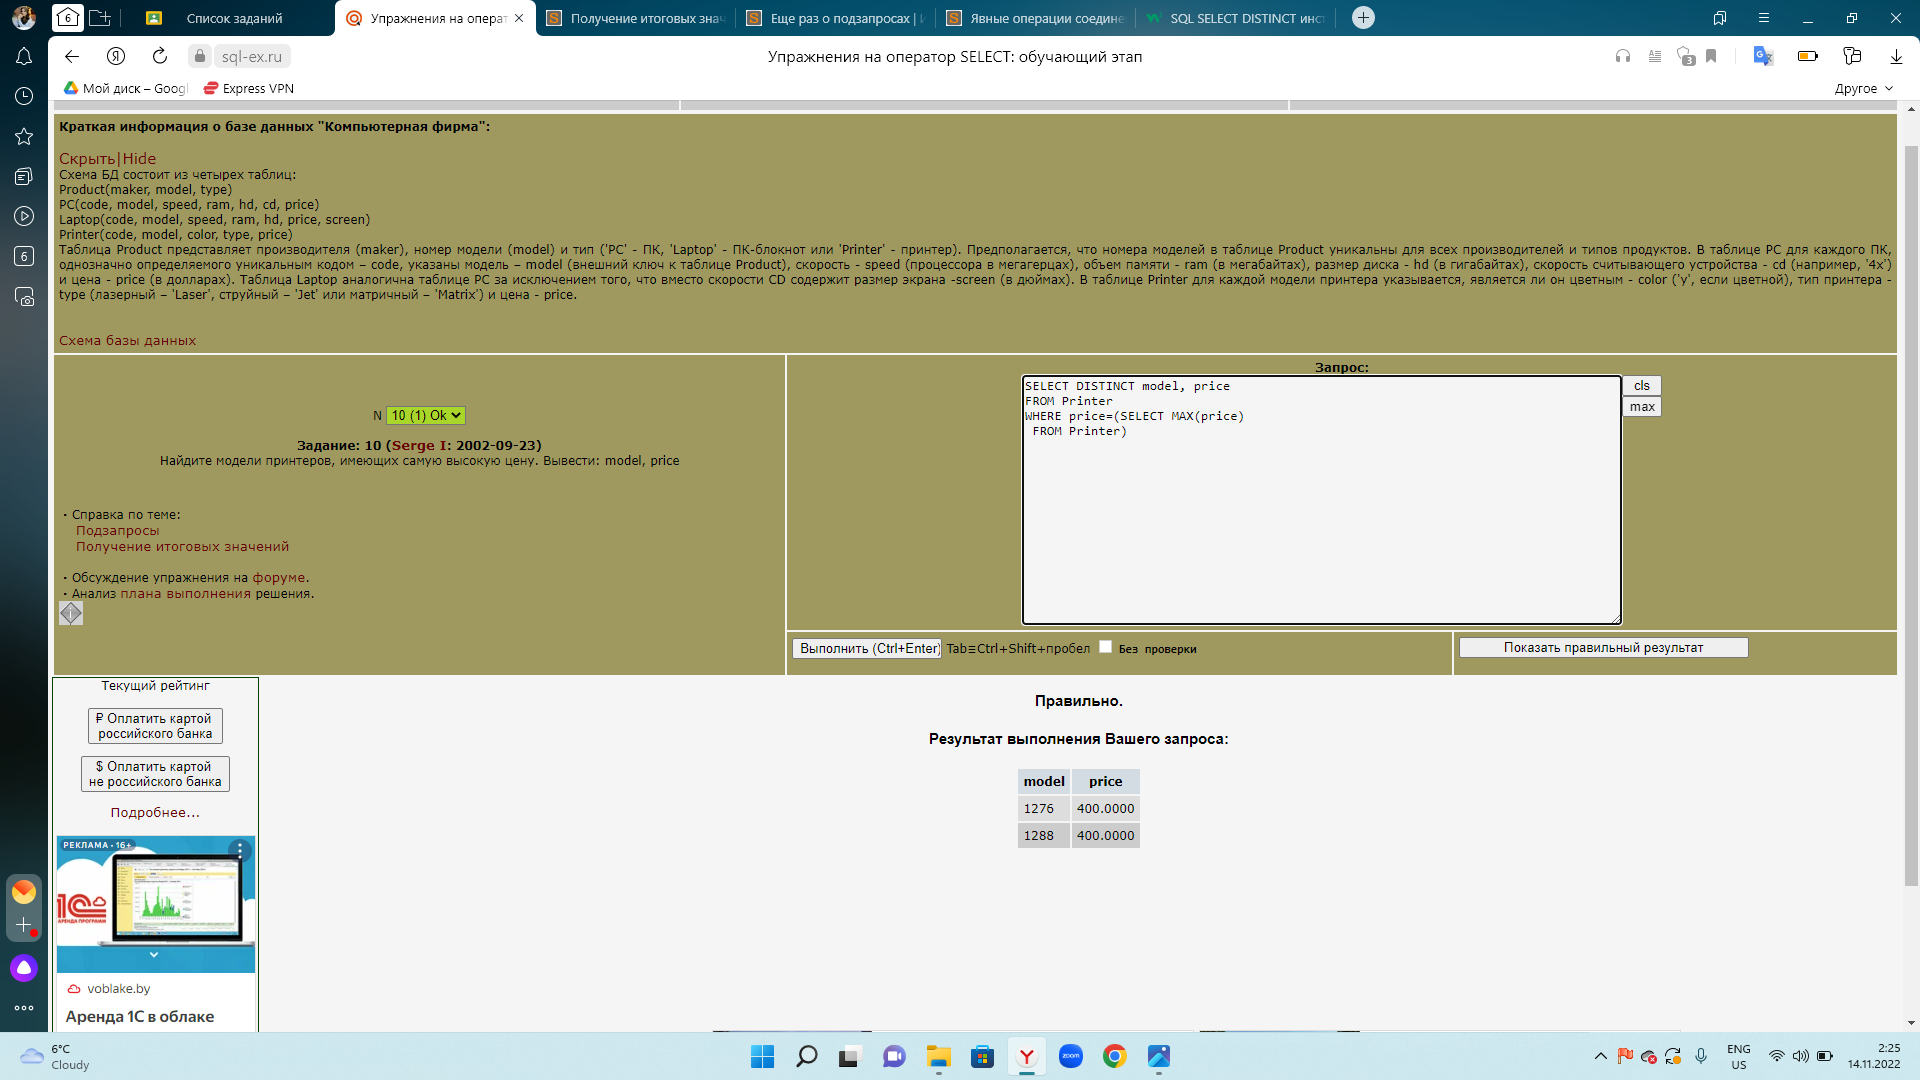 6
Список заданий
Упражнения на операт
Получение итоговых знач
Еще раз о подзапросах | И
Явные операции соедине
SQL SELECT DISTINCT инст
sql-ex.ru
Упражнения на оператор SELECT: обучающий этап
3
Мой диск – Googl
Express VPN
Другое
6
Краткая информация о базе данных "Компьютерная фирма":
Скрыть|Hide
Схема БД состоит из четырех таблиц:
Product(maker, model, type)
PC(code, model, speed, ram, hd, cd, price)
Laptop(code, model, speed, ram, hd, price, screen)
Printer(code, model, color, type, price)
Таблица Product представляет производителя (maker), номер модели (model) и тип ('PC' - ПК, 'Laptop' - ПК-блокнот или 'Printer' - принтер). Предполагается, что номера моделей в таблице Product уникальны для всех производителей и типов продуктов. В таблице PC для каждого ПК,
однозначно определяемого уникальным кодом – code, указаны модель – model (внешний ключ к таблице Product), скорость - speed (процессора в мегагерцах), объем памяти - ram (в мегабайтах), размер диска - hd (в гигабайтах), скорость считывающего устройства - cd (например, '4x')
и цена - price (в долларах). Таблица Laptop аналогична таблице PC за исключением того, что вместо скорости CD содержит размер экрана -screen (в дюймах). В таблице Printer для каждой модели принтера указывается, является ли он цветным - color ('y', если цветной), тип принтера -
type (лазерный – 'Laser', струйный – 'Jet' или матричный – 'Matrix') и цена - price.
Схема базы данных
N 10 (1) Ok
Задание: 10 (Serge I: 2002-09-23)
Найдите модели принтеров, имеющих самую высокую цену. Вывести: model, price
· Справка по теме:
Подзапросы
Получение итоговых значений
· Обсуждение упражнения на форуме.
· Анализ плана выполнения решения.
Запрос:
SELECT DISTINCT model, price
FROM Printer
WHERE price=(SELECT MAX(price)
FROM Printer)
cls
max
Выполнить (Ctrl+Enter) Tab≡Ctrl+Shift+пробел Без проверки
Показать правильный результат
Текущий рейтинг
₽ Оплатить картой
российского банка
$ Оплатить картой
не российского банка
Подробнее...
РЕКЛАМА • 16+
1С
АРЕНДА ПРОГРАММ
voblake.by
Аренда 1С в облаке
Правильно.
Результат выполнения Вашего запроса:
model price
1276 400.0000
1288 400.0000
6°C
Cloudy
zoom
ENG
US
2:25
14.11.2022